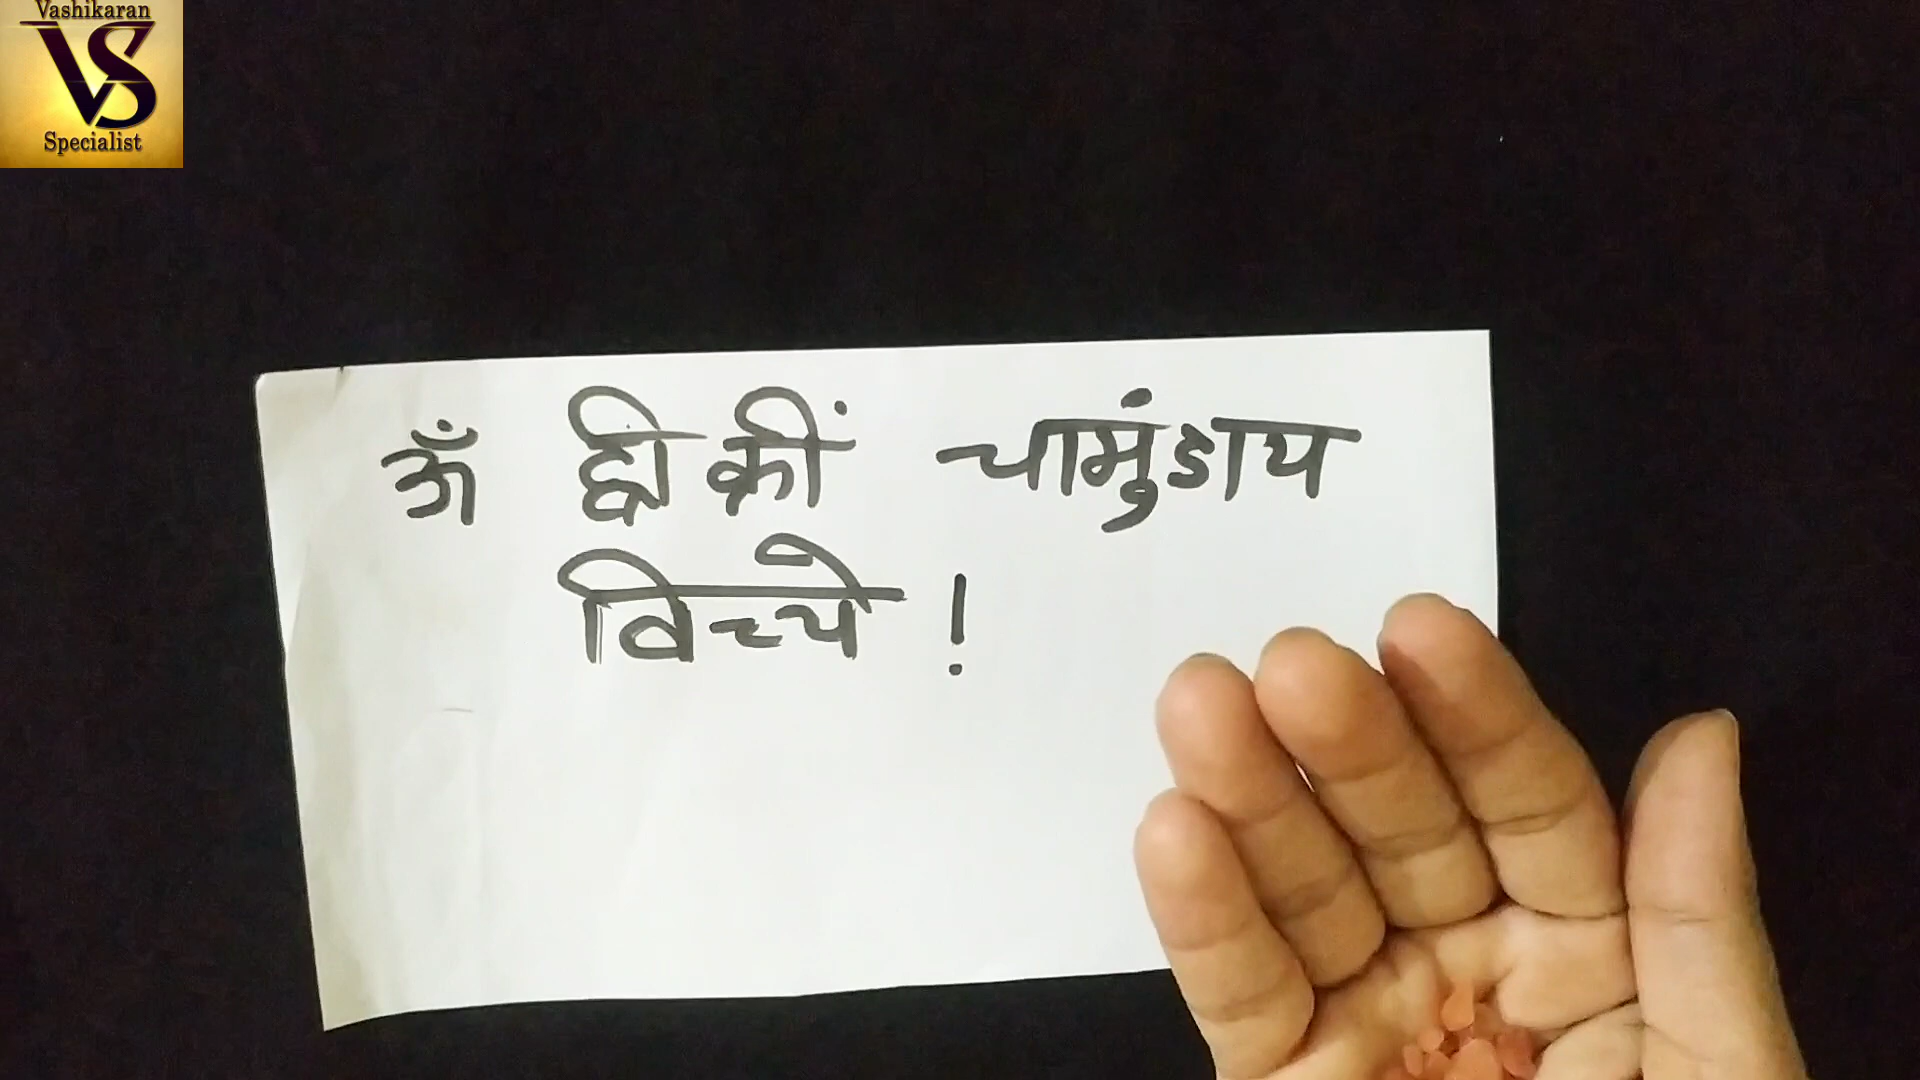 Vashikaran
VS
Specialist
ॐ ह्रीं क्रीं चामुंडाय
विच्ये !